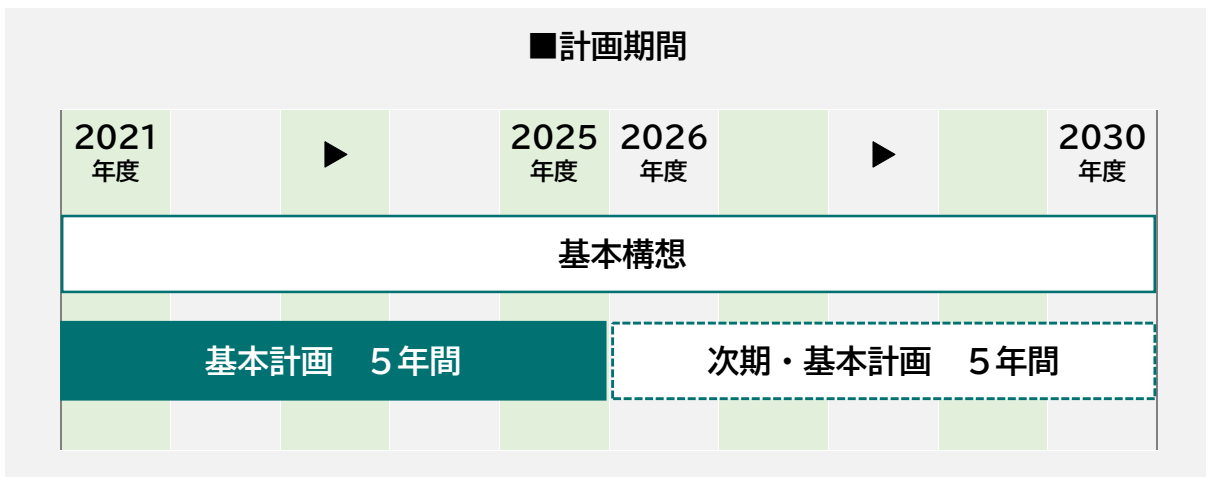 ■計画期間
2021 ▶ 2025 2026 ▶ 2030
年度 年度 年度 年度
基本構想
基本計画　５年間 次期・基本計画　５年間